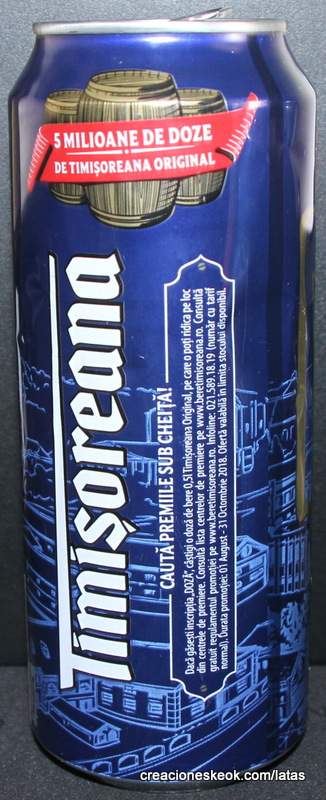 5 MILIOANE DE DOZE
DE TIMIȘOREANA ORIGINAL
Timișoreana
CAUTĂ PREMIILE SUB CHEIȚĂ!
Dacă găsești inscripția „DOZĂ”, câștigi o doză de bere 0,5l Timișoreana Original, pe care o poți ridica pe loc
din centrele de premiere. Consultă lista centrelor de premiere pe www.beretimisoreana.ro. Consultă
gratuit regulamentul promoției pe www.beretimisoreana.ro. Infoline: 021.589.18.19 (număr cu tarif
normal). Durata promoției: 01 August - 31 Octombrie 2018. Ofertă valabilă în limita stocului disponibil.
creacioneskeok.com/latas